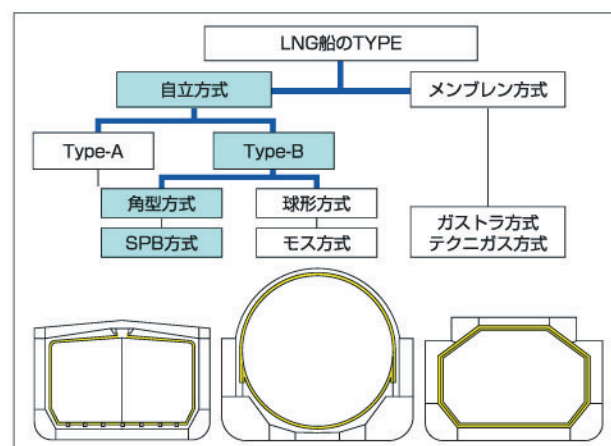 LNG船のTYPE
自立方式
メンブレン方式
Type-A
Type-B
角型方式
球形方式
SPB方式
モス方式
ガストラ方式
テクニガス方式